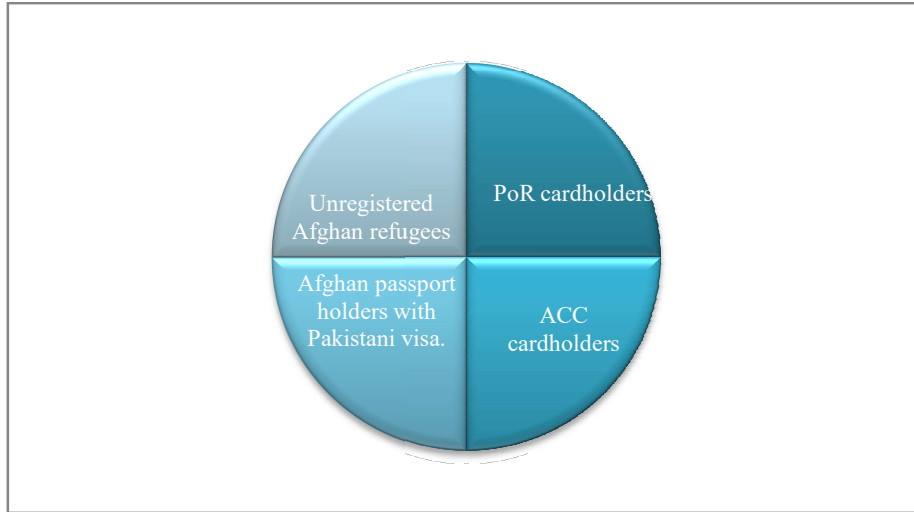 Unregistered
Afghan refugees
PoR cardholders
Afghan passport
holders with
Pakistani visa.
ACC
cardholders